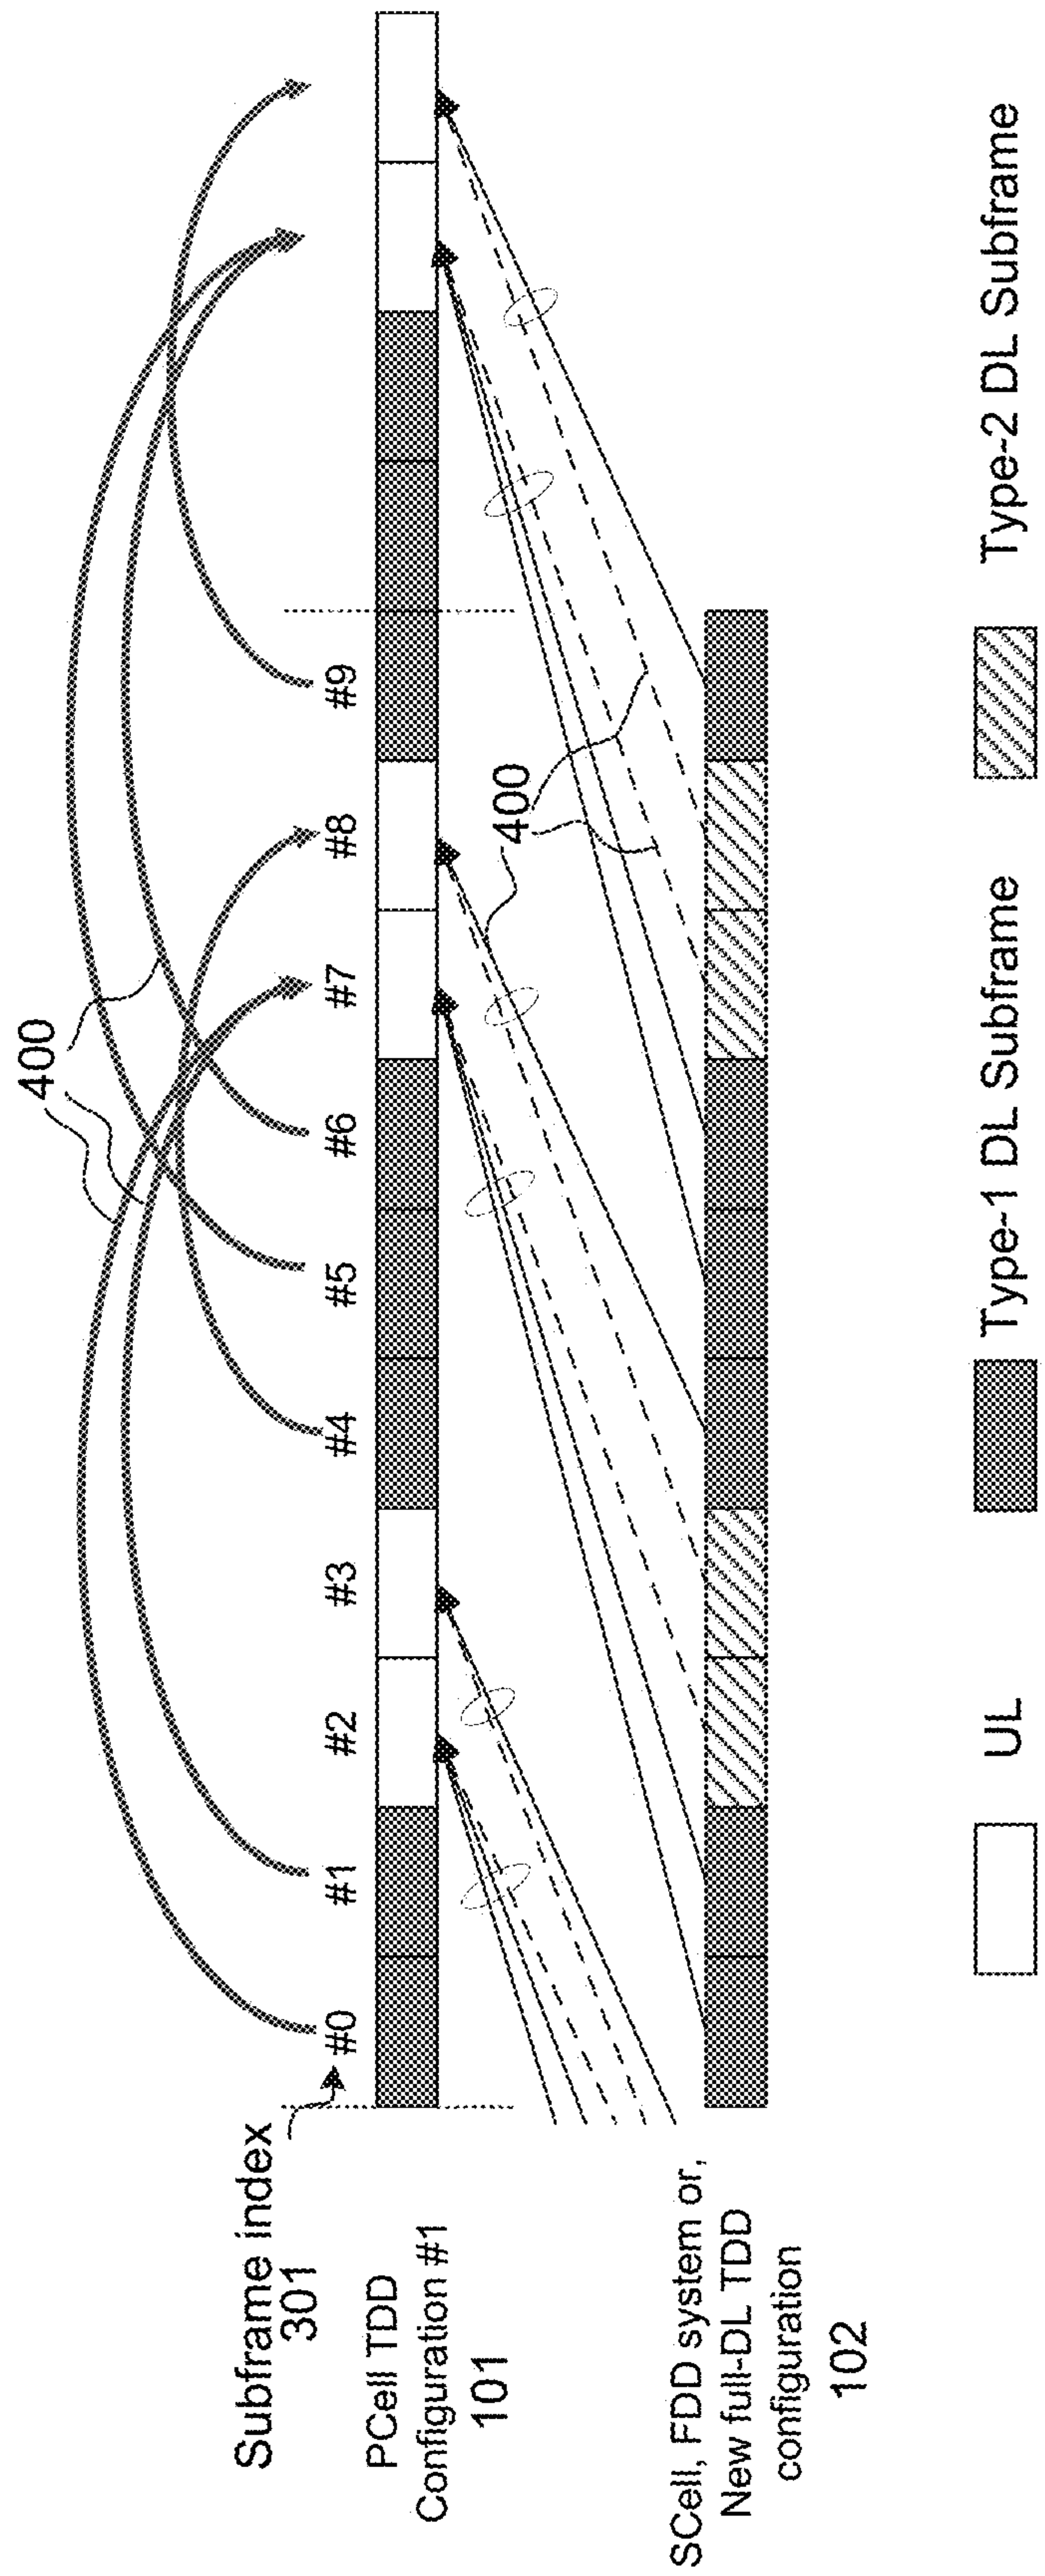 400
Subframe index
301
#0
#1
#2
#3
#4
#5
#6
#7
#8
#9
PCell TDD
Configuration #1
101
400
SCell, FDD system or,
New full-DL TDD
configuration
102
UL
Type-1 DL Subframe
Type-2 DL Subframe